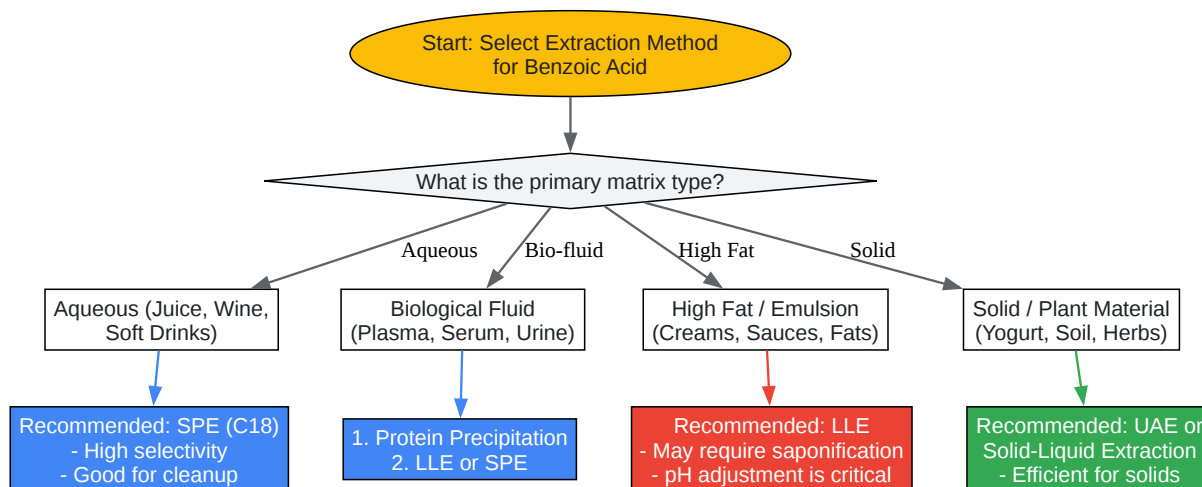 Start: Select Extraction Method
for Benzoic Acid
What is the primary matrix type?
Aqueous
Bio-fluid
High Fat
Solid
Aqueous (Juice, Wine,
Soft Drinks)
Biological Fluid
(Plasma, Serum, Urine)
High Fat / Emulsion
(Creams, Sauces, Fats)
Solid / Plant Material
(Yogurt, Soil, Herbs)
Recommended: SPE (C18)
- High selectivity
- Good for cleanup
1. Protein Precipitation
2. LLE or SPE
Recommended: LLE
- May require saponification
- pH adjustment is critical
Recommended: UAE or
Solid-Liquid Extraction
- Efficient for solids